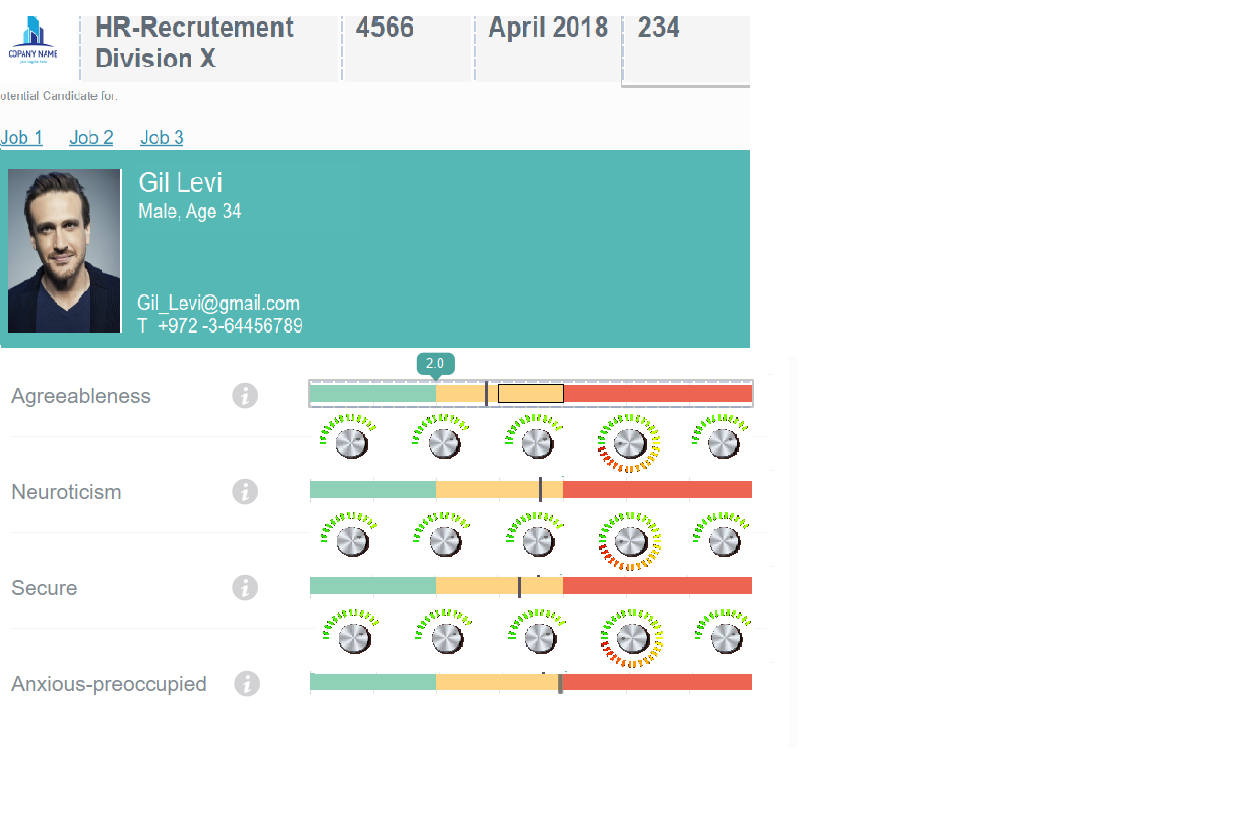 HR-Recrutement
Division X
4566
April 2018
234
COPANY NAME
otential Candidate for:
Job 1
Job 2
Job 3
Gil Levi
Male, Age 34
Gil_Levi@gmail.com
T +972 -3-64456789
2.0
Agreeableness
Neuroticism
Secure
Anxious-preoccupied